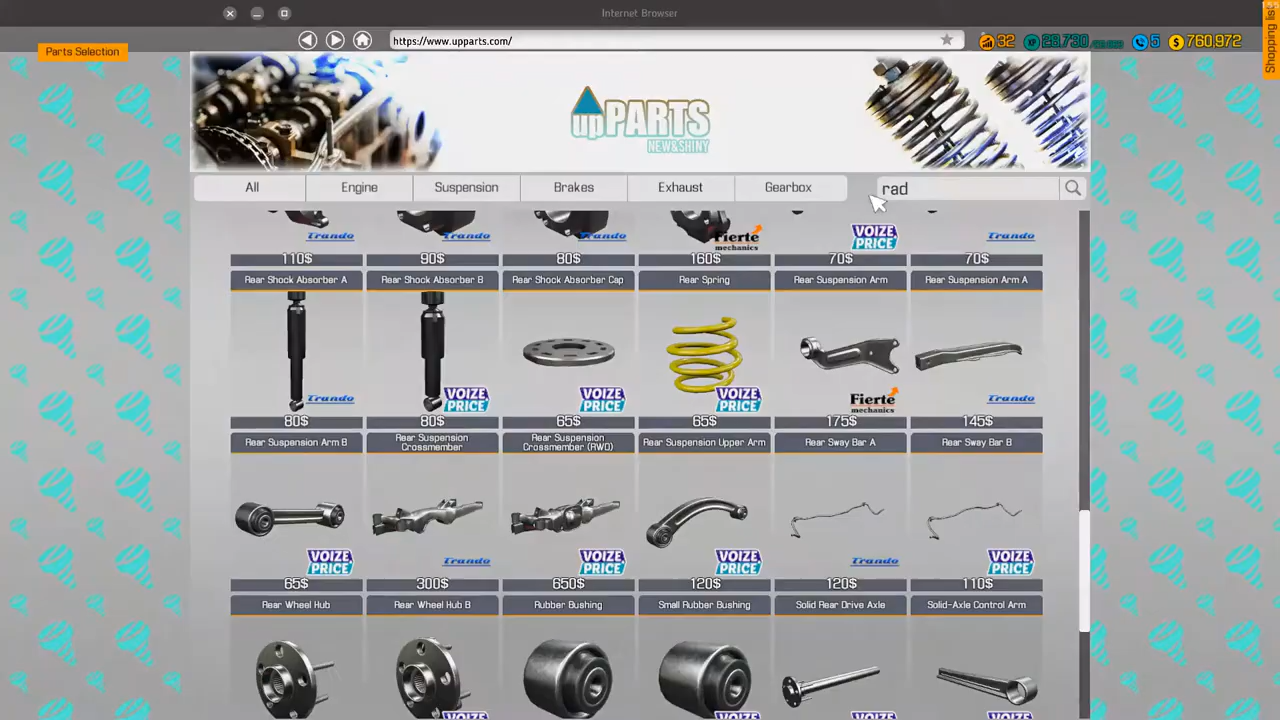 Internet Browser
Parts Selection
https://www.upparts.com/
32
5
760,972
Shopping list
upPARTS
NEW&SHINY
All
Engine
Suspension
Brakes
Exhaust
Gearbox
rad
Trando
Trando
Trando
Fierte mechanics
VOIZE PRICE
Trando
110$
90$
80$
160$
70$
70$
Rear Shock Absorber A
Rear Shock Absorber B
Rear Shock Absorber Cap
Rear Spring
Rear Suspension Arm
Rear Suspension Arm A
Trando
VOIZE PRICE
VOIZE PRICE
VOIZE PRICE
Fierte mechanics
Trando
80$
80$
65$
65$
175$
145$
Rear Suspension Arm B
Rear Suspension Crossmember
Rear Suspension Crossmember (RWD)
Rear Suspension Upper Arm
Rear Sway Bar A
Rear Sway Bar B
VOIZE PRICE
Trando
VOIZE PRICE
VOIZE PRICE
Trando
VOIZE PRICE
65$
300$
650$
120$
120$
110$
Rear Wheel Hub
Rear Wheel Hub B
Rubber Bushing
Small Rubber Bushing
Solid Rear Drive Axle
Solid-Axle Control Arm
VOIZE
VOIZE
VOIZE
VOIZE